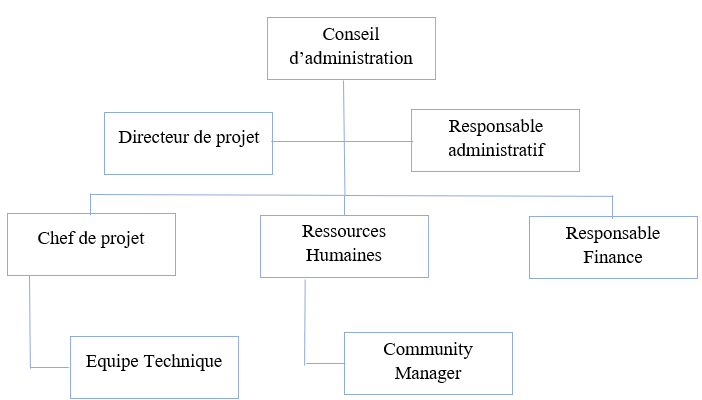 Conseil
d’administration
Directeur de projet
Responsable
administratif
Chef de projet
Ressources
Humaines
Responsable
Finance
Equipe Technique
Community
Manager